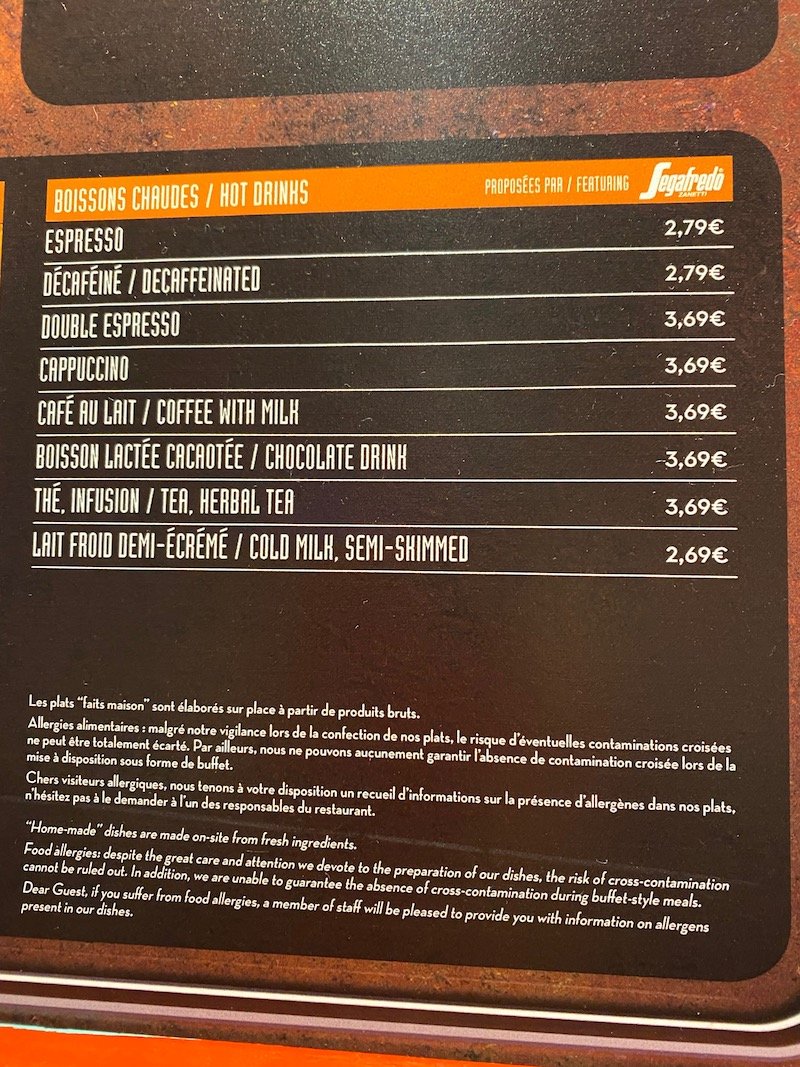 BOISSONS CHAUDES / HOT DRINKS PROPOSÉES PAR / FEATURING Segafredo ZANETTI
ESPRESSO 2,79€
DÉCAFÉINÉ / DECAFFEINATED 2,79€
DOUBLE ESPRESSO 3,69€
CAPPUCCINO 3,69€
CAFÉ AU LAIT / COFFEE WITH MILK 3,69€
BOISSON LACTÉE CACAOTÉE / CHOCOLATE DRINK 3,69€
THÉ, INFUSION / TEA, HERBAL TEA 3,69€
LAIT FROID DEMI-ÉCRÉMÉ / COLD MILK, SEMI-SKIMMED 2,69€
Les plats "faits maison" sont élaborés sur place à partir de produits bruts.
Allergies alimentaires : malgré notre vigilance lors de la confection de nos plats, le risque d'éventuelles contaminations croisées
ne peut être totalement écarté. Par ailleurs, nous ne pouvons aucunement garantir l'absence de contamination croisée lors de la
mise à disposition sous forme de buffet.
Chers visiteurs allergiques, nous tenons à votre disposition un recueil d'informations sur la présence d'allergènes dans nos plats,
n'hésitez pas à le demander à l'un des responsables du restaurant.
"Home-made" dishes are made on-site from fresh ingredients.
Food allergies: despite the great care and attention we devote to the preparation of our dishes, the risk of cross-contamination
cannot be ruled out. In addition, we are unable to guarantee the absence of cross-contamination during buffet-style meals.
Dear Guest, if you suffer from food allergies, a member of staff will be pleased to provide you with information on allergens
present in our dishes.